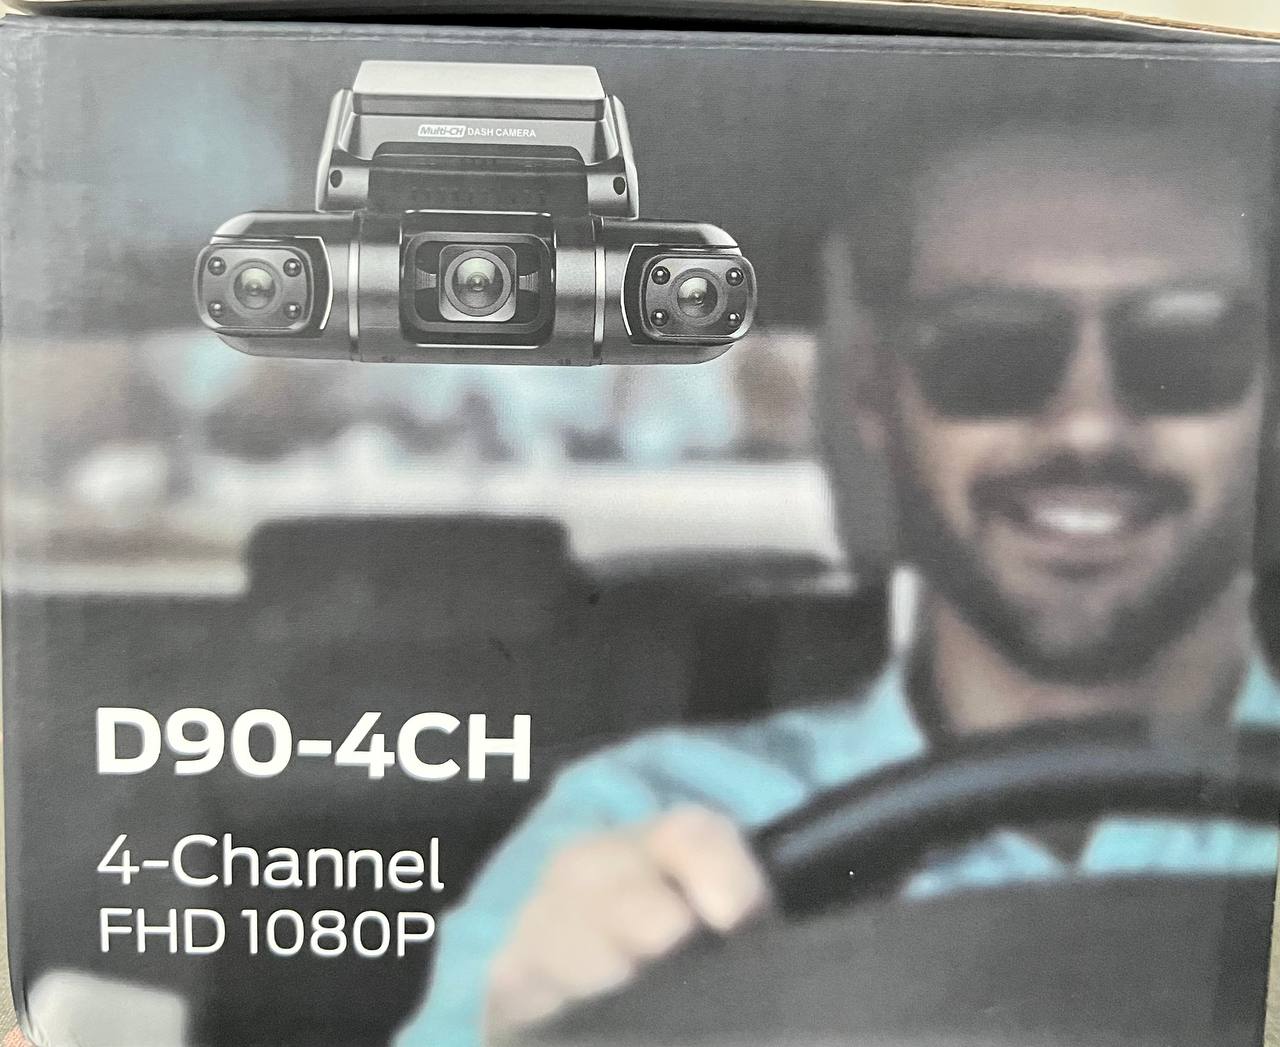 Multi-CH DASH CAMERA
D90-4CH
4-Channel
FHD 1080P